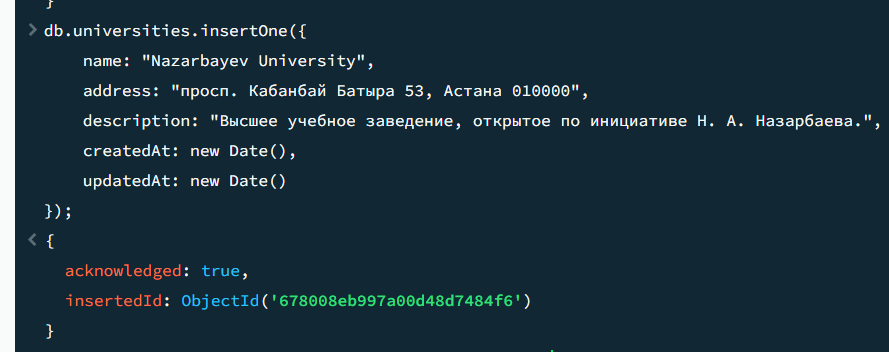 }
db.universities.insertOne({
name: "Nazarbayev University",
address: "просп. Кабанбай Батыра 53, Астана 010000",
description: "Высшее учебное заведение, открытое по инициативе Н. А. Назарбаева.",
createdAt: new Date(),
updatedAt: new Date()
});
{
acknowledged: true,
insertedId: ObjectId('678008eb997a00d48d7484f6')
}